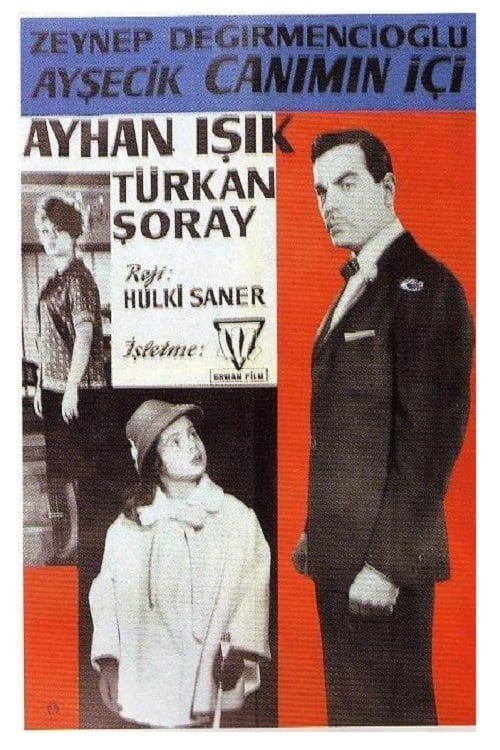 ZEYNEP DEĞİRMENCİOĞLU
AYŞECİK CANIMIN İÇİ
AYHAN IŞIK
TÜRKAN
ŞORAY
Reji:
HULKİ SANER
İşletme:
ERMAN FİLM